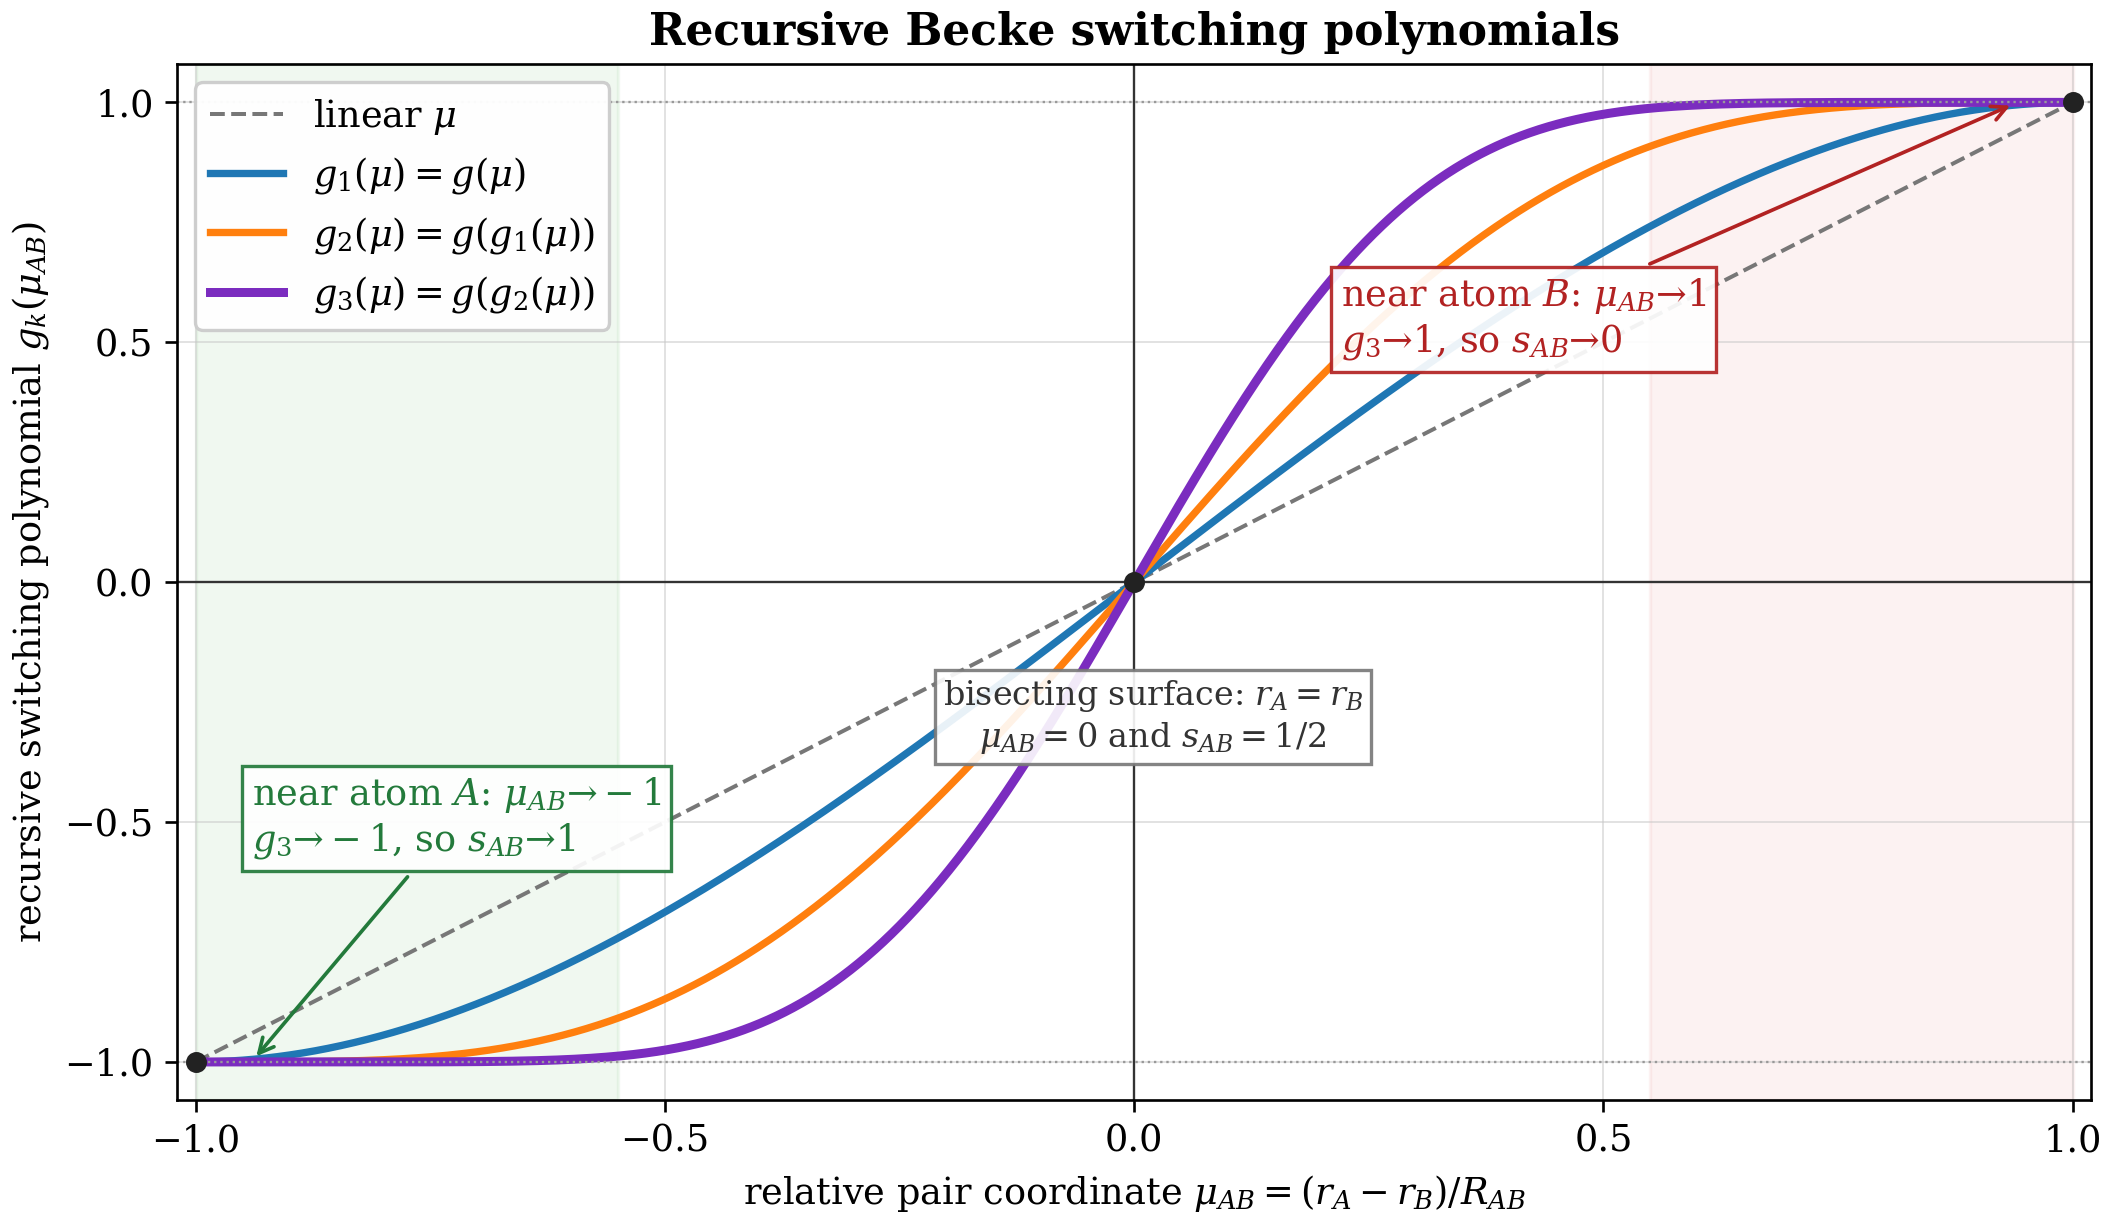 Recursive Becke switching polynomials
recursive switching polynomial g_k(μ_AB)
1.0
0.5
0.0
−0.5
−1.0
linear μ
g₁(μ) = g(μ)
g₂(μ) = g(g₁(μ))
g₃(μ) = g(g₂(μ))
near atom B: μ_AB→1
g₃→1, so s_AB→0
bisecting surface: r_A = r_B
μ_AB = 0 and s_AB = 1/2
near atom A: μ_AB→ − 1
g₃→ − 1, so s_AB→1
−1.0
−0.5
0.0
0.5
1.0
relative pair coordinate μ_AB = (r_A − r_B)/R_AB